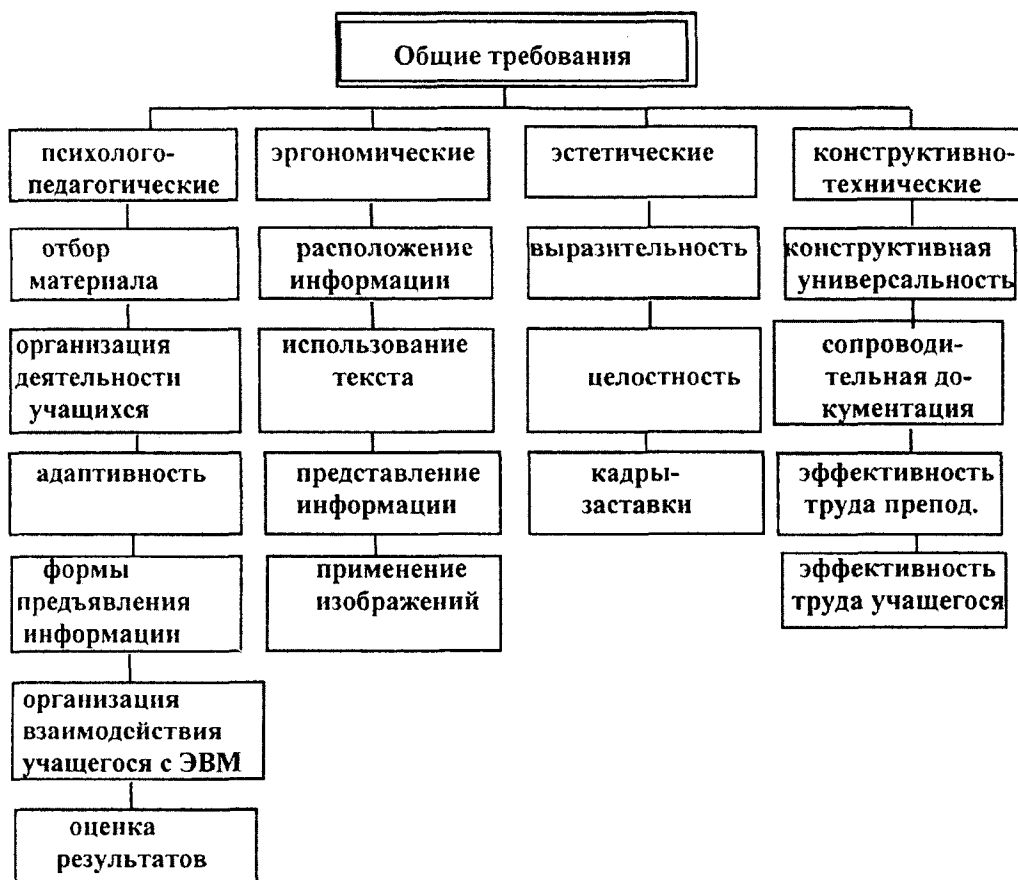 Общие требования
психолого-
педагогические
эргономические
эстетические
конструктивно-
технические
отбор
материала
расположение
информации
выразительность
конструктивная
универсальность
организация
деятельности
учащихся
использование
текста
целостность
сопроводи-
тельная до-
кументация
адаптивность
представление
информации
кадры-
заставки
эффективность
труда препод.
формы
предъявления
информации
применение
изображений
эффективность
труда учащегося
организация
взаимодействия
учащегося с ЭВМ
оценка
результатов